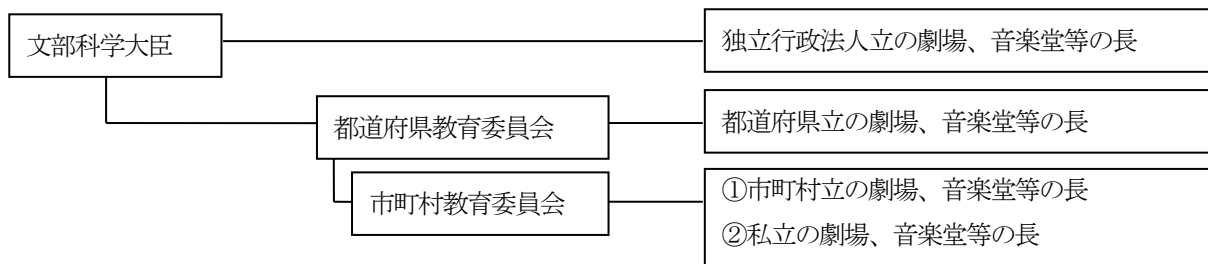 文部科学大臣
独立行政法人立の劇場、音楽堂等の長
都道府県教育委員会
都道府県立の劇場、音楽堂等の長
市町村教育委員会
①市町村立の劇場、音楽堂等の長
②私立の劇場、音楽堂等の長